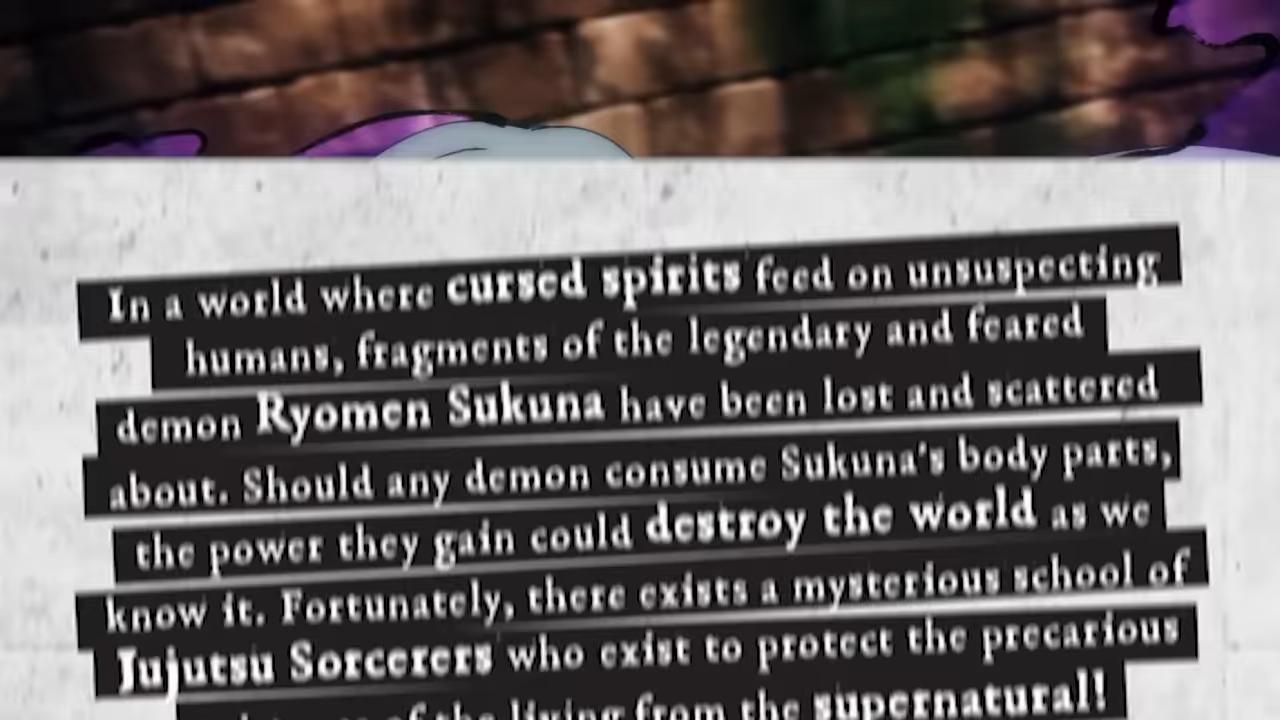 In a world where cursed spirits feed on unsuspecting
humans, fragments of the legendary and feared
demon Ryomen Sukuna have been lost and scattered
about. Should any demon consume Sukuna's body parts,
the power they gain could destroy the world as we
know it. Fortunately, there exists a mysterious school of
Jujutsu Sorcerers who exist to protect the precarious
of the living from the supernatural!